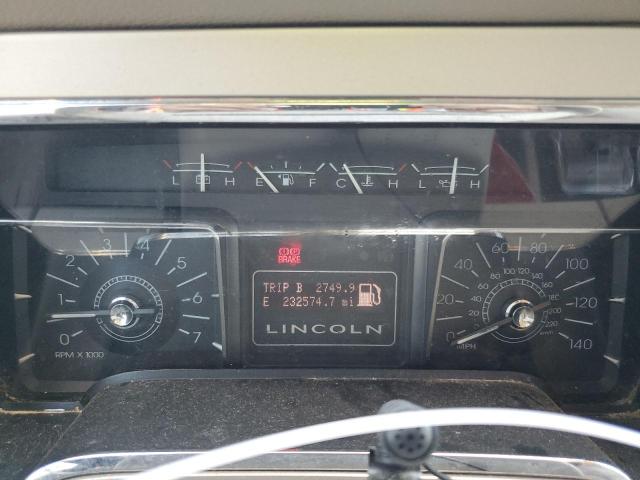 L H E F C H L H
BRAKE
TRIP B 2749.9
E 232574.7 mi
LINCOLN
0 1 2 3 4 5 6 7
RPM X 1000
0 20 40 60 80 100 120 140
MPH